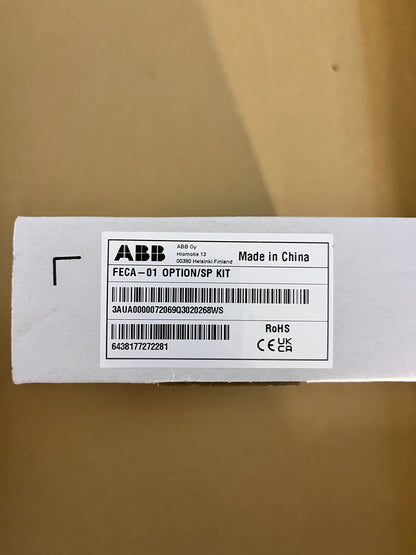 ABB
ABB Oy
Hiomotie 13
00380 Helsinki Finland
Made in China
FECA-01 OPTION/SP KIT
3AUA0000072069Q3020268WS
6438177272281
RoHS
CE UK
CA